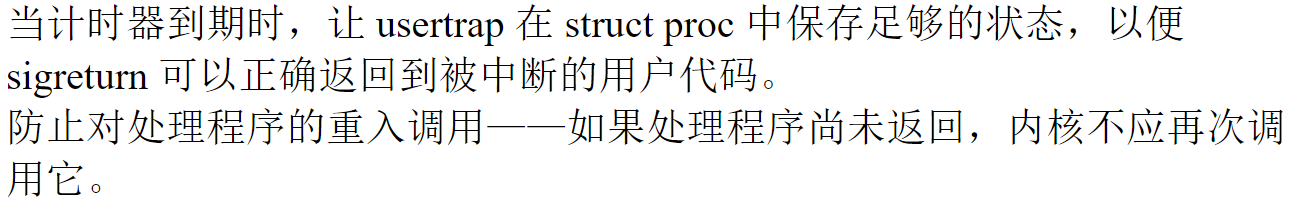 当计时器到期时，让 usertrap 在 struct proc 中保存足够的状态，以便
sigreturn 可以正确返回到被中断的用户代码。
防止对处理程序的重入调用——如果处理程序尚未返回，内核不应再次调
用它。